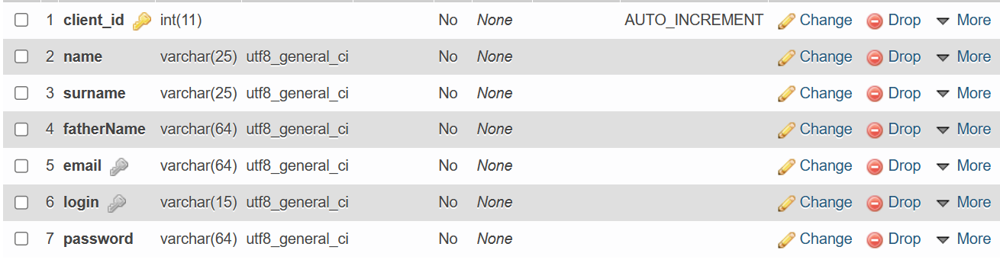 1 client_id int(11) No None AUTO_INCREMENT Change Drop More
2 name varchar(25) utf8_general_ci No None Change Drop More
3 surname varchar(25) utf8_general_ci No None Change Drop More
4 fatherName varchar(64) utf8_general_ci No None Change Drop More
5 email varchar(64) utf8_general_ci No None Change Drop More
6 login varchar(15) utf8_general_ci No None Change Drop More
7 password varchar(64) utf8_general_ci No None Change Drop More